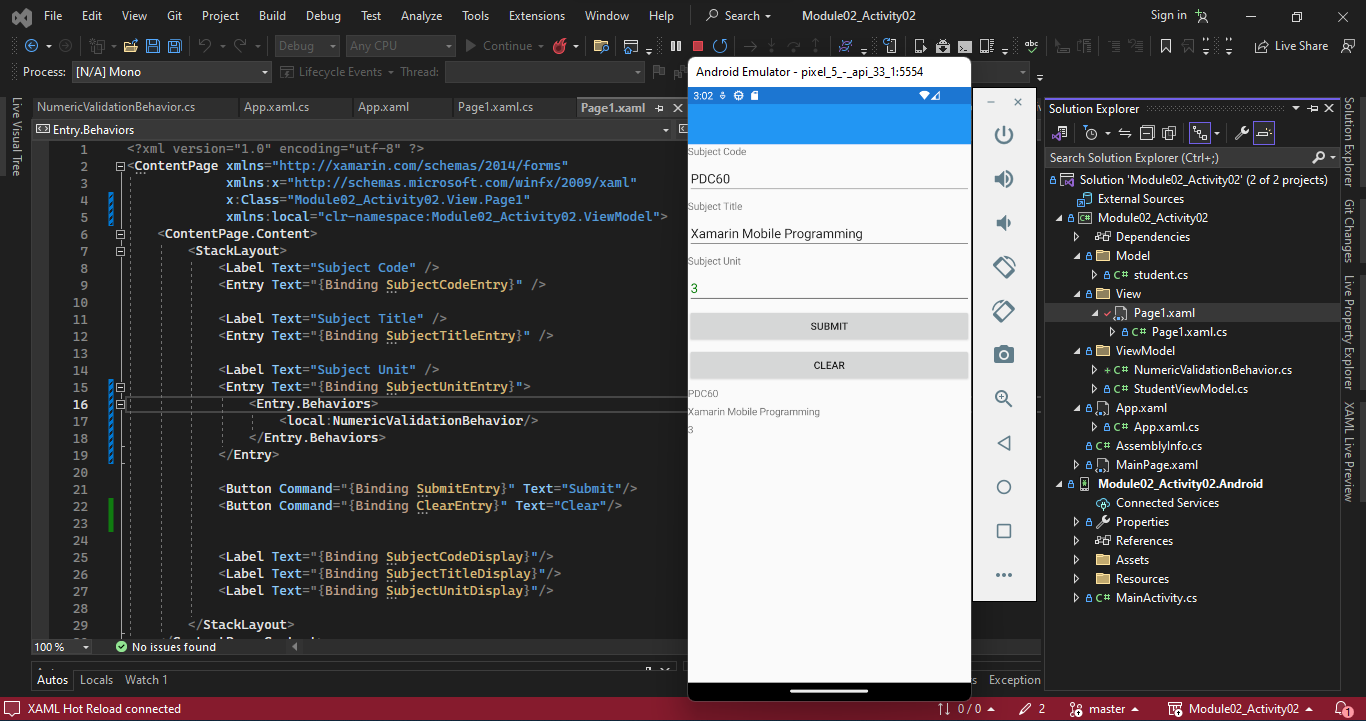 File Edit View Git Project Build Debug Test Analyze Tools Extensions Window Help Search Module02_Activity02 Sign in
Debug Any CPU Continue Live Share
Process: [N/A] Mono Lifecycle Events Thread:
NumericValidationBehavior.cs App.xaml.cs App.xaml Page1.xaml.cs Page1.xaml
Live Visual Tree
Entry.Behaviors
1 <?xml version="1.0" encoding="utf-8" ?>
2 <ContentPage xmlns="http://xamarin.com/schemas/2014/forms"
3 xmlns:x="http://schemas.microsoft.com/winfx/2009/xaml"
4 x:Class="Module02_Activity02.View.Page1"
5 xmlns:local="clr-namespace:Module02_Activity02.ViewModel">
6 <ContentPage.Content>
7 <StackLayout>
8 <Label Text="Subject Code" />
9 <Entry Text="{Binding SubjectCodeEntry}" />
10
11 <Label Text="Subject Title" />
12 <Entry Text="{Binding SubjectTitleEntry}" />
13
14 <Label Text="Subject Unit" />
15 <Entry Text="{Binding SubjectUnitEntry}">
16 <Entry.Behaviors>
17 <local:NumericValidationBehavior/>
18 </Entry.Behaviors>
19 </Entry>
20
21 <Button Command="{Binding SubmitEntry}" Text="Submit"/>
22 <Button Command="{Binding ClearEntry}" Text="Clear"/>
23
24
25 <Label Text="{Binding SubjectCodeDisplay}"/>
26 <Label Text="{Binding SubjectTitleDisplay}"/>
27 <Label Text="{Binding SubjectUnitDisplay}"/>
28
29 </StackLayout>
100 % No issues found
Autos Locals Watch 1
Exception
Android Emulator - pixel_5_-_api_33_1:5554
3:02
Subject Code
PDC60
Subject Title
Xamarin Mobile Programming
Subject Unit
3
SUBMIT
CLEAR
PDC60
Xamarin Mobile Programming
3
Solution Explorer
Search Solution Explorer (Ctrl+;)
Solution 'Module02_Activity02' (2 of 2 projects)
External Sources
Module02_Activity02
Dependencies
Model
C# student.cs
View
Page1.xaml
C# Page1.xaml.cs
ViewModel
C# NumericValidationBehavior.cs
C# StudentViewModel.cs
App.xaml
C# App.xaml.cs
C# AssemblyInfo.cs
MainPage.xaml
Module02_Activity02.Android
Connected Services
Properties
References
Assets
Resources
C# MainActivity.cs
Solution Explorer
Git Changes
Live Property Explorer
XAML Live Preview
XAML Hot Reload connected 0 / 0 2 master Module02_Activity02 1